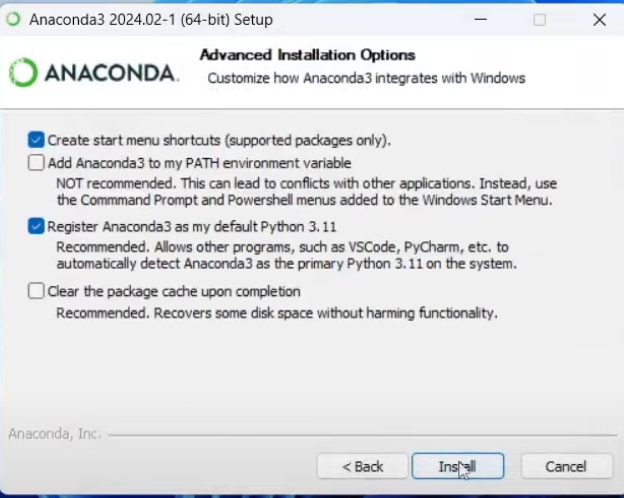 Anaconda3 2024.02-1 (64-bit) Setup
ANACONDA.
Advanced Installation Options
Customize how Anaconda3 integrates with Windows
Create start menu shortcuts (supported packages only).
Add Anaconda3 to my PATH environment variable
NOT recommended. This can lead to conflicts with other applications. Instead, use
the Commmand Prompt and Powershell menus added to the Windows Start Menu.
Register Anaconda3 as my default Python 3.11
Recommended. Allows other programs, such as VSCode, PyCharm, etc. to
automatically detect Anaconda3 as the primary Python 3.11 on the system.
Clear the package cache upon completion
Recommended. Recovers some disk space without harming functionality.
Anaconda, Inc.
< Back
Install
Cancel